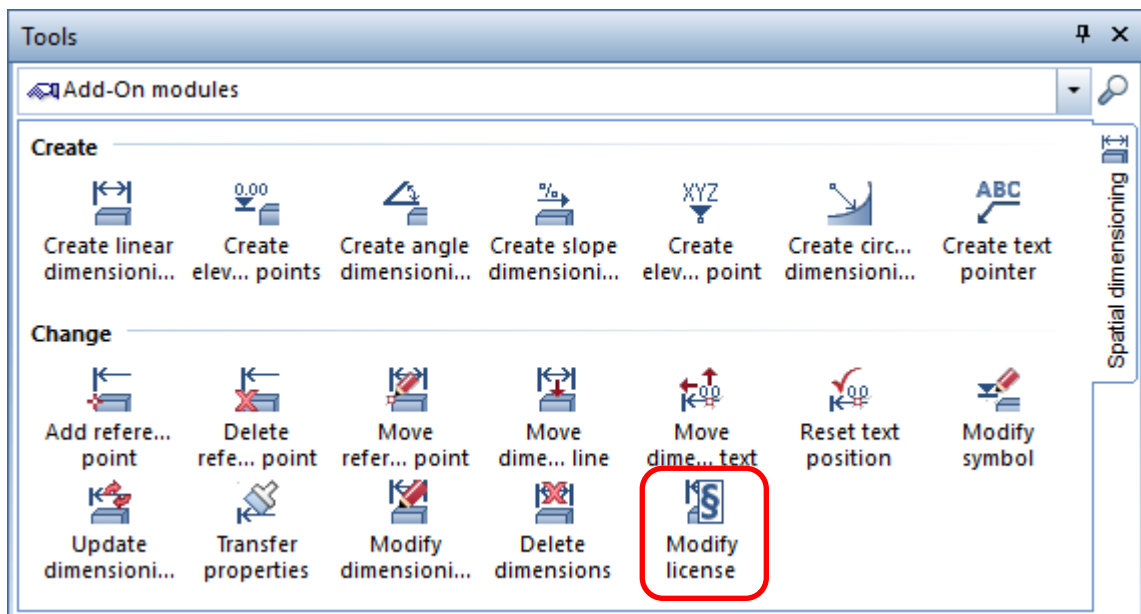 Tools
Add-On modules
Create
0.00
%
XYZ
ABC
Create linear
dimensioni...
Create
elev... points
Create angle
dimensioni...
Create slope
dimensioni...
Create
elev... point
Create circ...
dimensioni...
Create text
pointer
Spatial dimensioning
Change
Add refere...
point
Delete
refe... point
Move
refer... point
Move
dime... line
Move
dime... text
Reset text
position
Modify
symbol
§
Update
dimensioni...
Transfer
properties
Modify
dimensioni...
Delete
dimensions
Modify
license